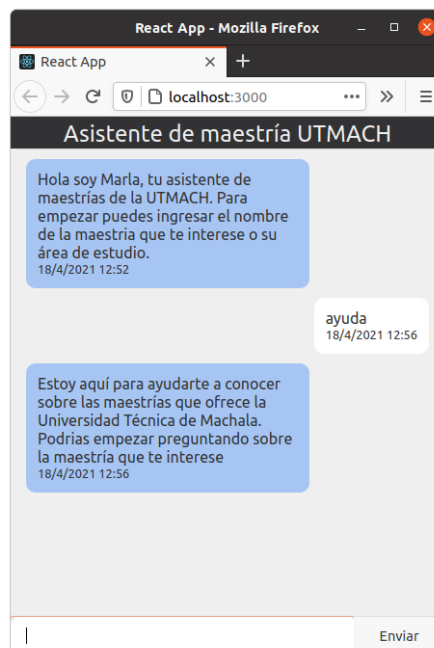 React App - Mozilla Firefox
React App
localhost:3000
Asistente de maestría UTMACH
Hola soy Marla, tu asistente de
maestrías de la UTMACH. Para
empezar puedes ingresar el nombre
de la maestria que te interese o su
área de estudio.
18/4/2021 12:52
ayuda
18/4/2021 12:56
Estoy aquí para ayudarte a conocer
sobre las maestrías que ofrece la
Universidad Técnica de Machala.
Podrias empezar preguntando sobre
la maestría que te interese
18/4/2021 12:56
Enviar